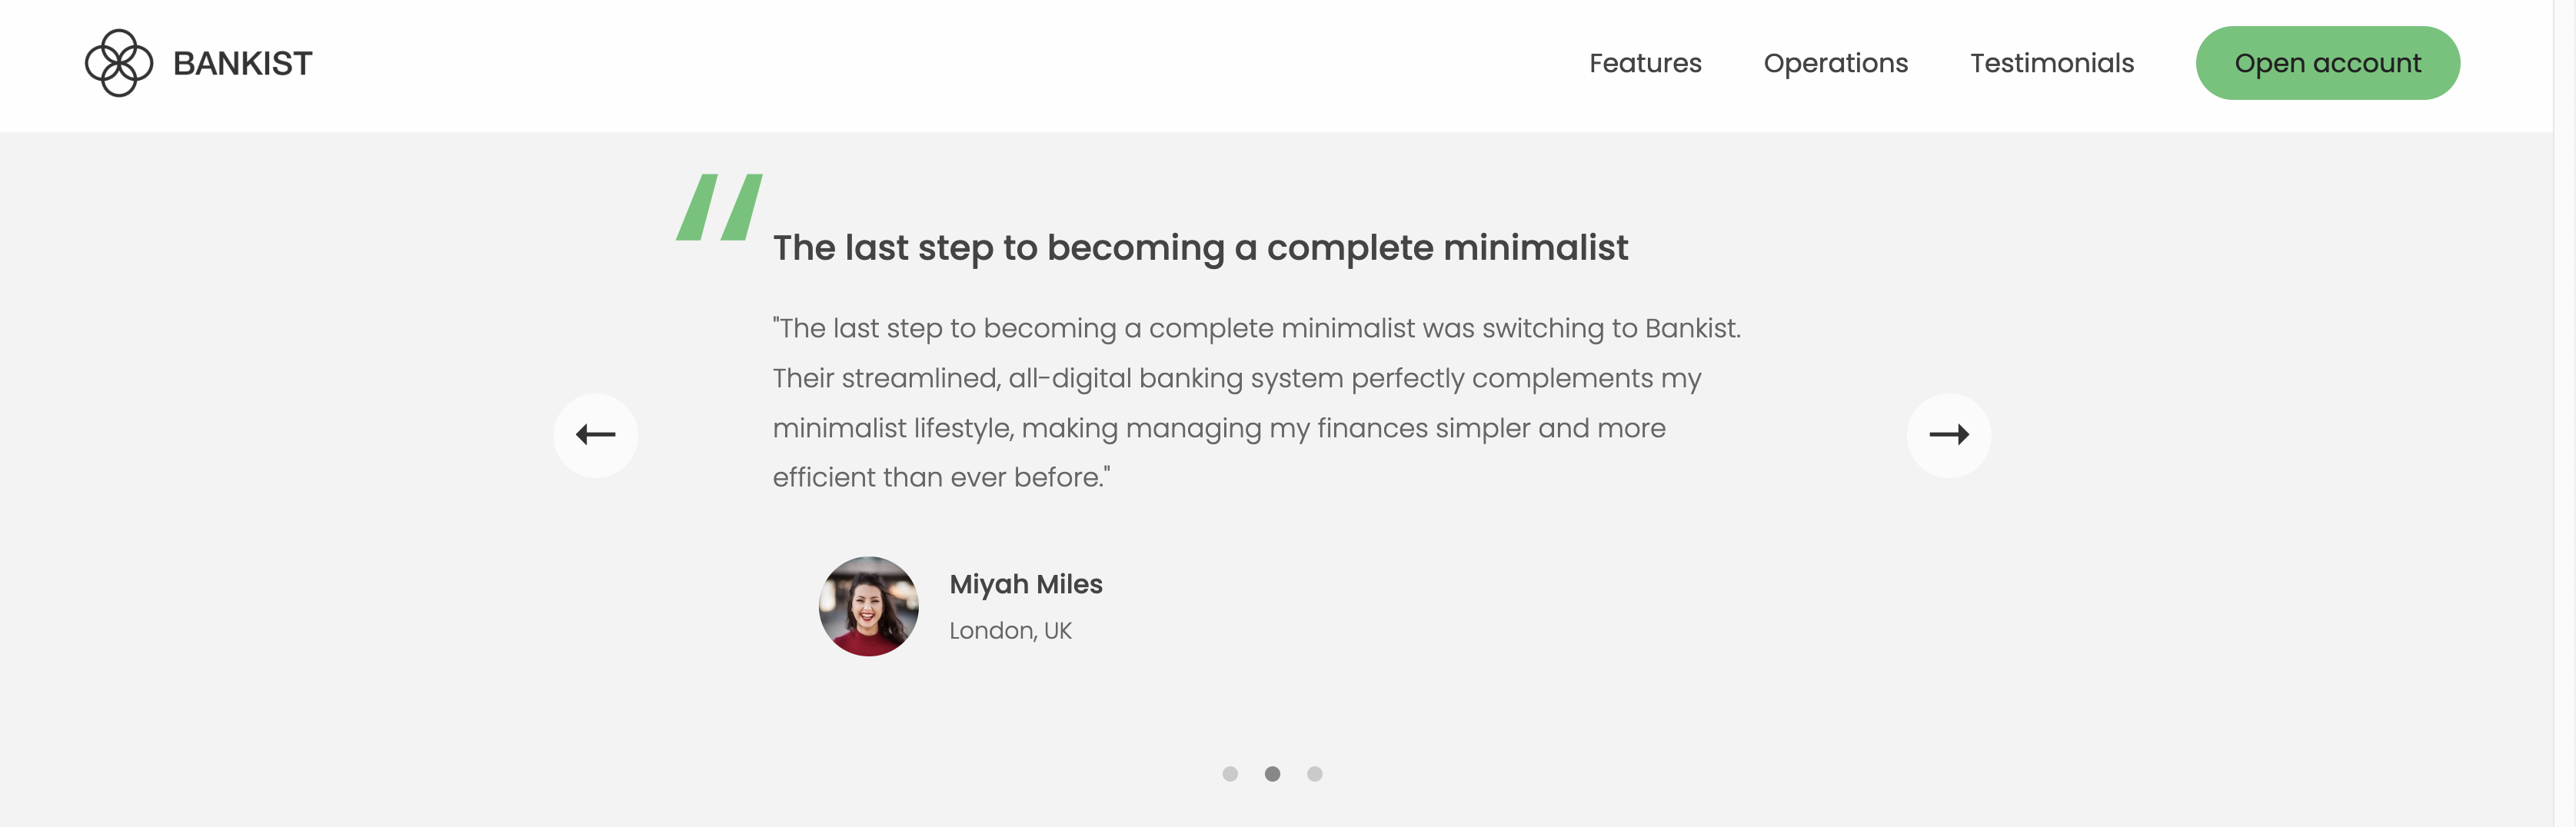 BANKIST
Features
Operations
Testimonials
Open account
The last step to becoming a complete minimalist
"The last step to becoming a complete minimalist was switching to Bankist.
Their streamlined, all-digital banking system perfectly complements my
minimalist lifestyle, making managing my finances simpler and more
efficient than ever before."
Miyah Miles
London, UK